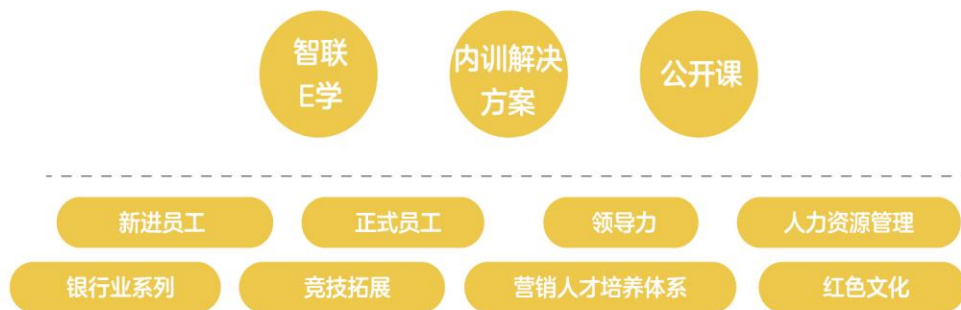 智联
E学
内训解决
方案
公开课
新进员工
正式员工
领导力
人力资源管理
银行业系列
竞技拓展
营销人才培养体系
红色文化